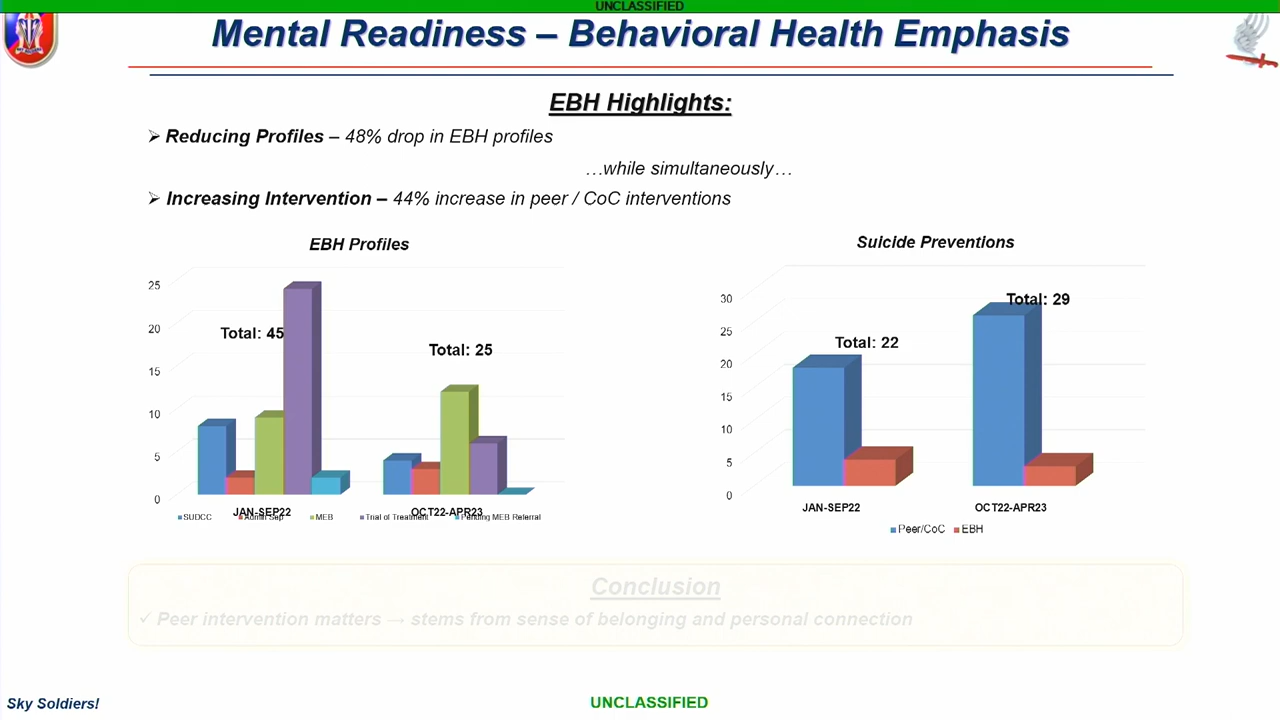 UNCLASSIFIED
Mental Readiness – Behavioral Health Emphasis
EBH Highlights:
➢ Reducing Profiles – 48% drop in EBH profiles
…while simultaneously…
➢ Increasing Intervention – 44% increase in peer / CoC interventions
EBH Profiles
25
20
15
10
5
0
Total: 45
Total: 25
JAN-SEP22
OCT22-APR23
SUDCC
Admin Sep
MEB
Trial of Treatment
Pending MEB Referral
Suicide Preventions
30
25
20
15
10
5
0
Total: 22
Total: 29
JAN-SEP22
OCT22-APR23
Peer/CoC
EBH
Conclusion
✓ Peer intervention matters → stems from sense of belonging and personal connection
Sky Soldiers!
UNCLASSIFIED